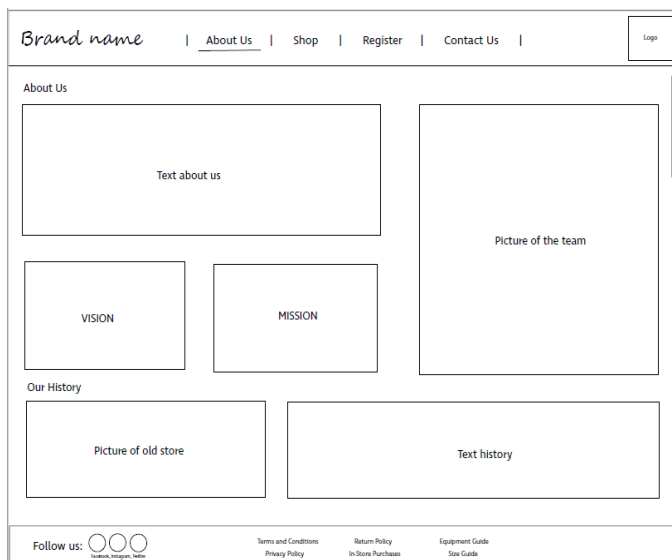 Brand name | About Us | Shop | Register | Contact Us | Logo
About Us
Text about us
Picture of the team
VISION
MISSION
Our History
Picture of old store
Text history
Follow us:
Facebook, Instagram, Twitter
Terms and Conditions Return Policy Equipment Guide
Privacy Policy In-Store Purchases Size Guide